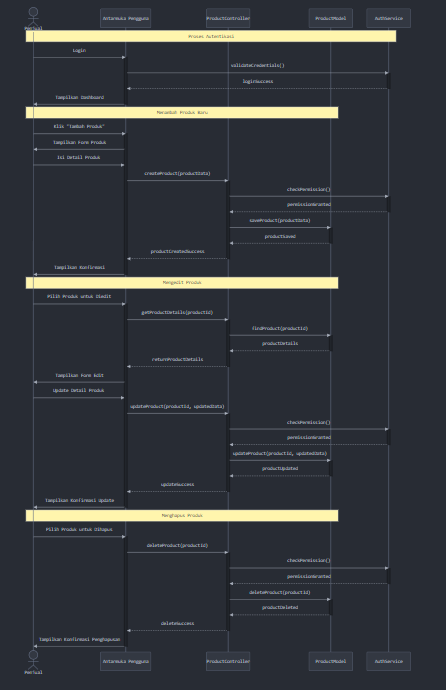 Antarmuka Pengguna
ProductController
ProductModel
AuthService
Penjual
Proses Autentikasi
Login
validateCredentials()
loginSuccess
Tampilkan Dashboard
Menambah Produk Baru
Klik "Tambah Produk"
Tampilkan Form Produk
Isi Detail Produk
createProduct(productData)
checkPermission()
permissionGranted
saveProduct(productData)
productSaved
productCreatedSuccess
Tampilkan Konfirmasi
Mengedit Produk
Pilih Produk untuk Diedit
getProductDetails(productId)
findProduct(productId)
productDetails
returnProductDetails
Tampilkan Form Edit
Update Detail Produk
updateProduct(productId, updatedData)
checkPermission()
permissionGranted
updateProduct(productId, updatedData)
productUpdated
updateSuccess
Tampilkan Konfirmasi Update
Menghapus Produk
Pilih Produk untuk Dihapus
deleteProduct(productId)
checkPermission()
permissionGranted
deleteProduct(productId)
productDeleted
deleteSuccess
Tampilkan Konfirmasi Penghapusan
Antarmuka Pengguna
ProductController
ProductModel
AuthService
Penjual